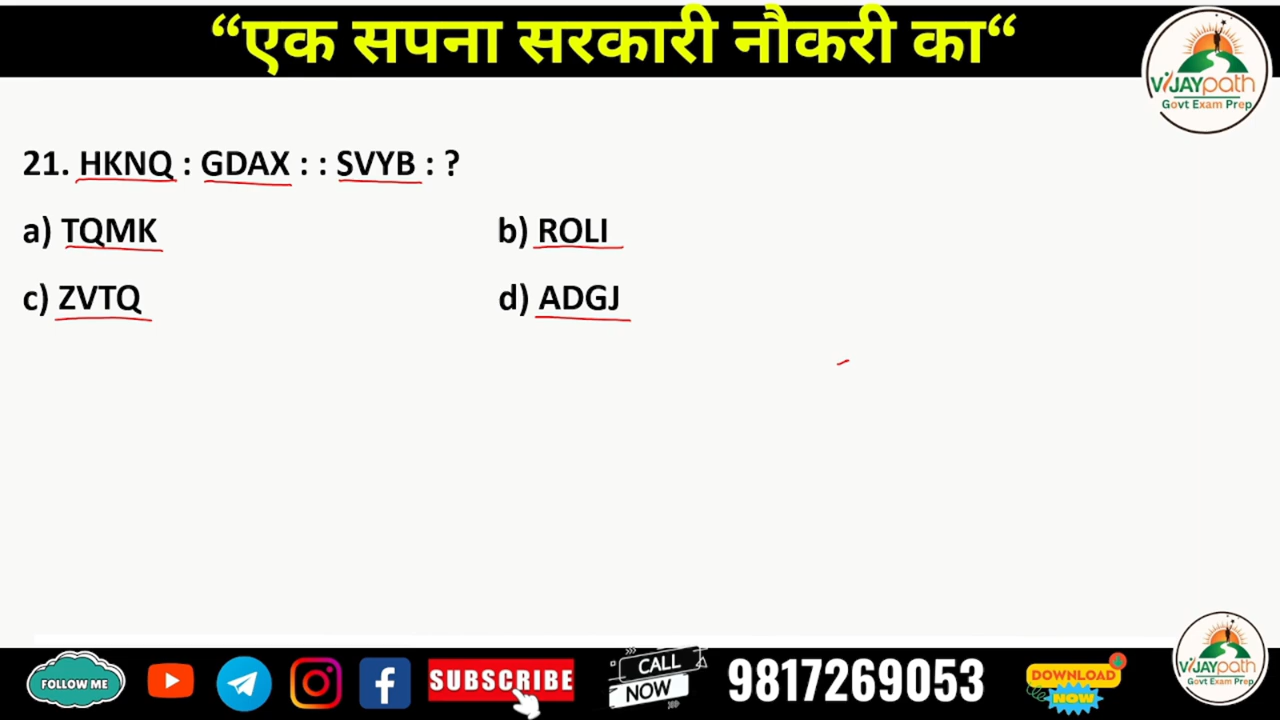 “एक सपना सरकारी नौकरी का“
VIJAYpath
Govt Exam Prep
21. HKNQ : GDAX : : SVYB : ?
a) TQMK b) ROLI
c) ZVTQ d) ADGJ
VIJAYpath
Govt Exam Prep
FOLLOW ME SUBSCRIBE CALL NOW 9817269053 DOWNLOAD NOW